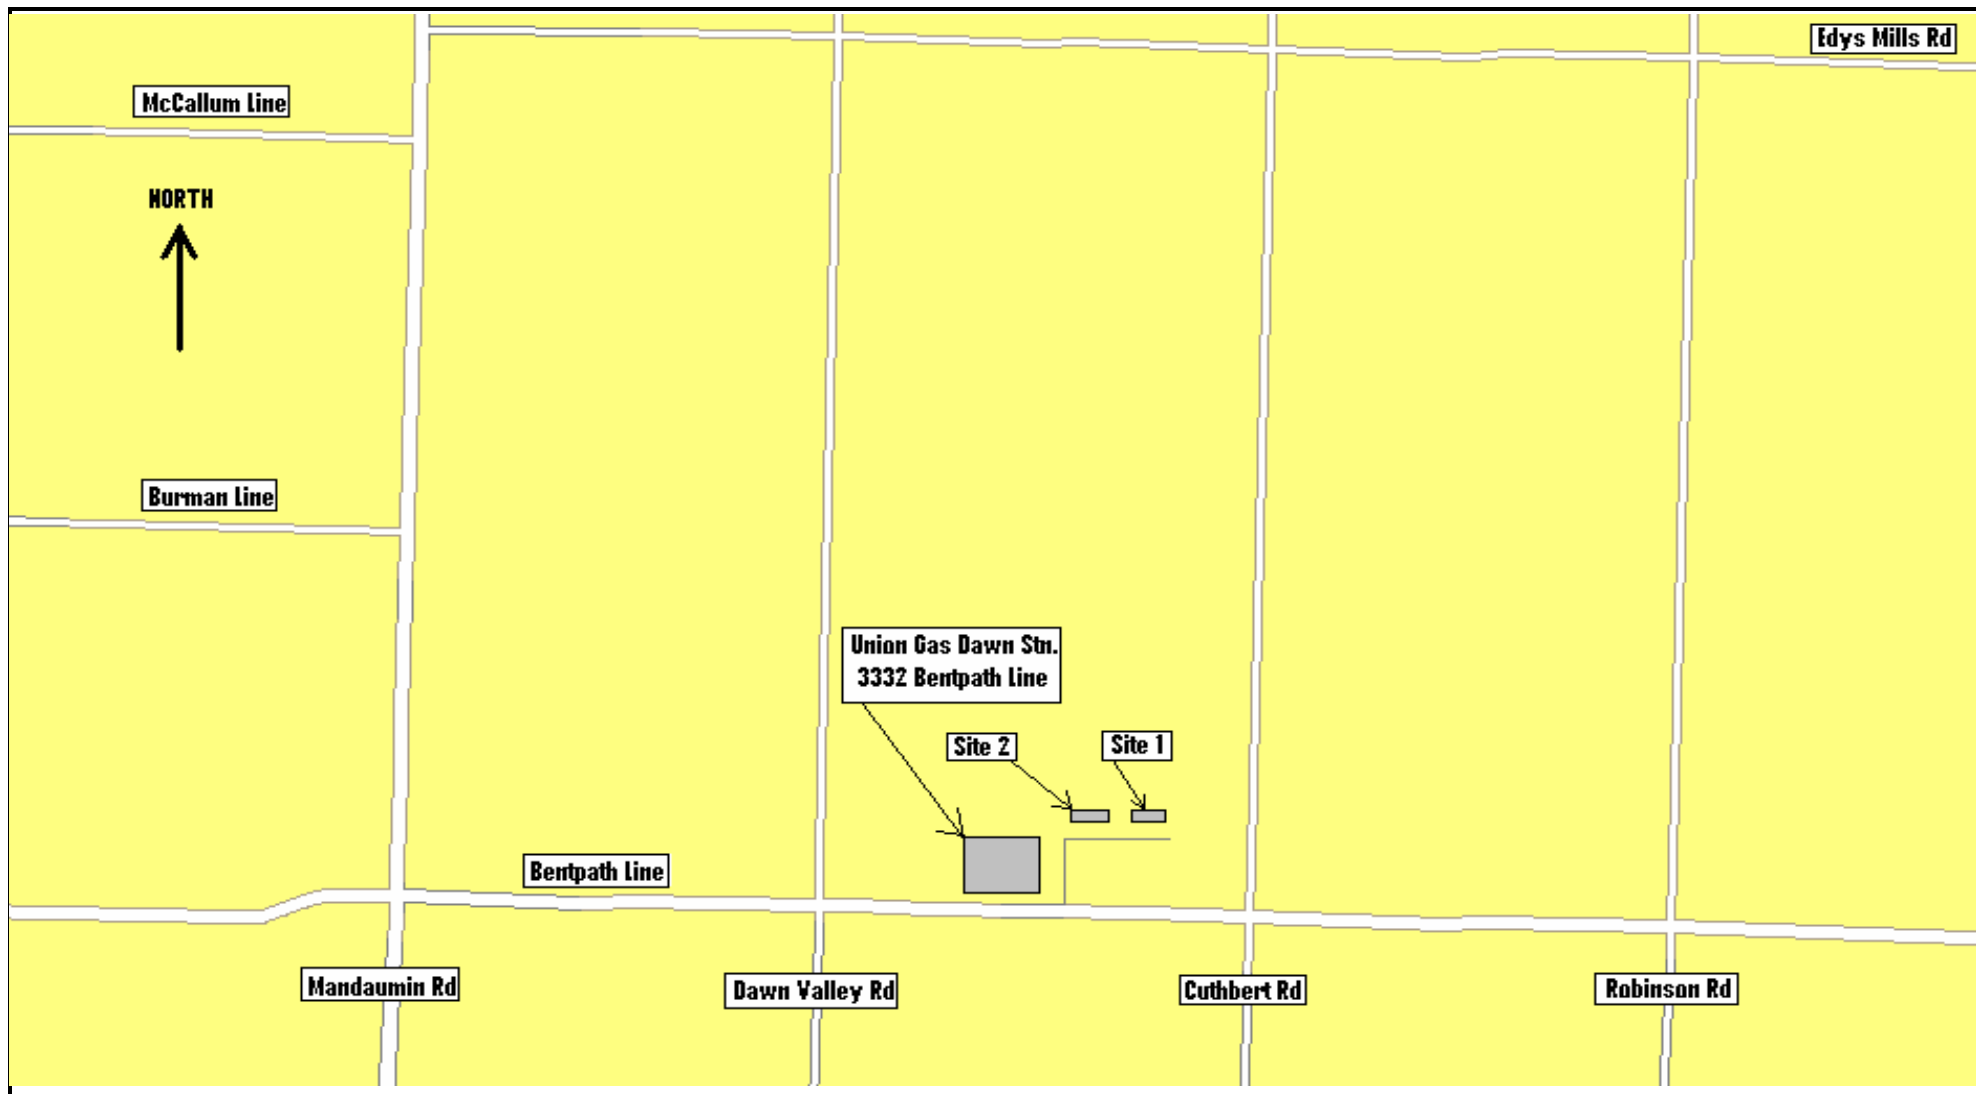 Edys Mills Rd
McCallum Line
NORTH
Burman Line
Union Gas Dawn Stn.
3332 Bentpath Line
Site 2
Site 1
Bentpath Line
Mandaumin Rd
Dawn Valley Rd
Cuthbert Rd
Robinson Rd